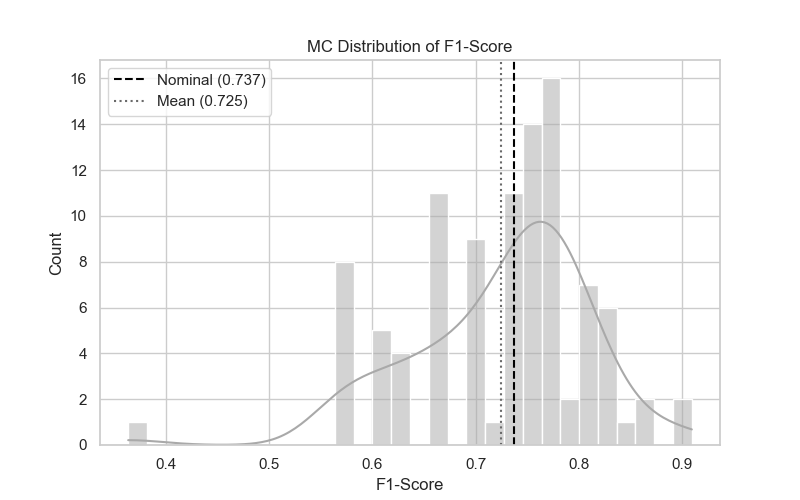 MC Distribution of F1-Score
Nominal (0.737)
Mean (0.725)
Count
16
14
12
10
8
6
4
2
0
0.4 0.5 0.6 0.7 0.8 0.9
F1-Score